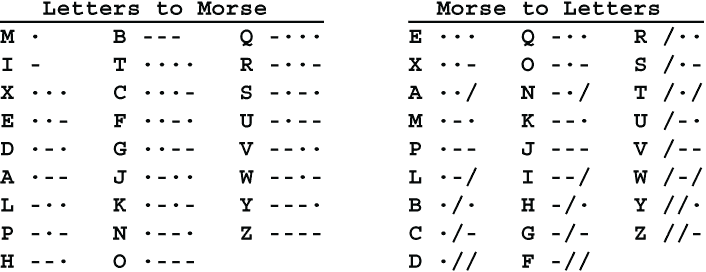 Letters to Morse Morse to Letters
M · B --- Q -··· E ··· Q -·· R /··
I - T ···· R -··- X ··- O -·- S /·-
X ··· C ···- S -·-· A ··/ N -·/ T /·/
E ··- F ··-· U -·-- M ·-· K --· U /-·
D ·-· G ··-- V --·· P ·-- J --- V /--
A ·-- J ·-·· W --·- L ·-/ I --/ W /-/
L -·· K ·-·- Y ---· B ·/· H -/· Y //·
P -·- N ·--· Z ---- C ·/- G -/- Z //-
H --· O ·--- D ·// F -//